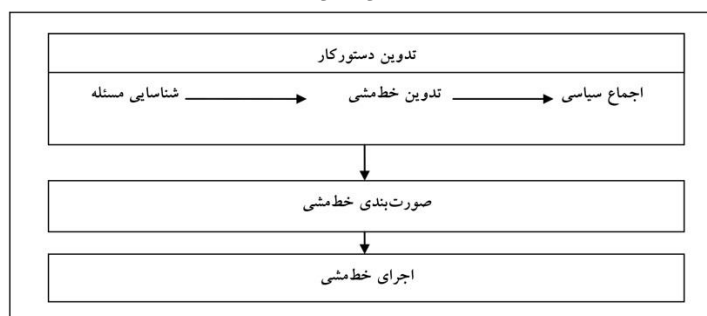 تدوین دستورکار
شناسایی مسئله تدوین خط‌مشی اجماع سیاسی
صورت‌بندی خط‌مشی
اجرای خط‌مشی